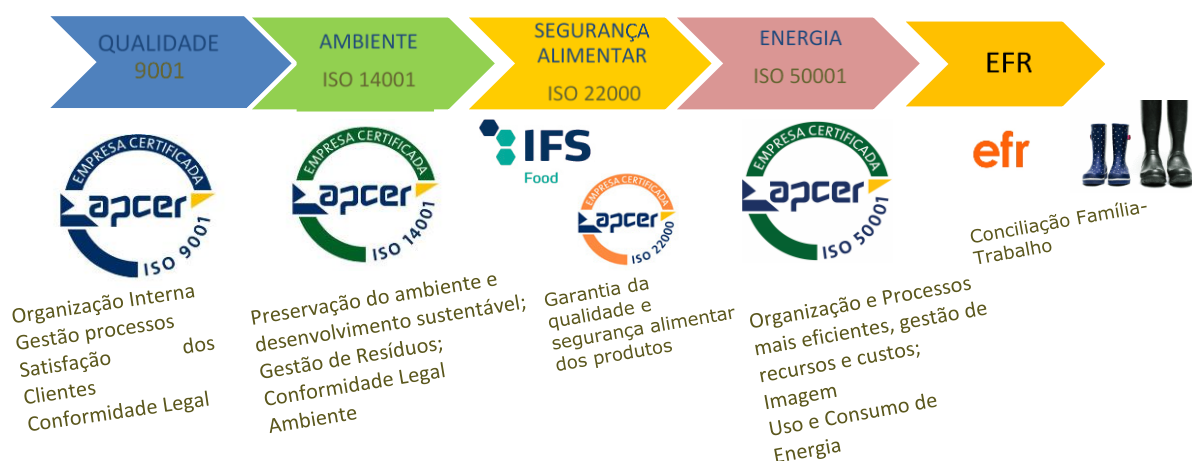 QUALIDADE
9001
AMBIENTE
ISO 14001
SEGURANÇA
ALIMENTAR
ISO 22000
ENERGIA
ISO 50001
EFR
EMPRESA CERTIFICADA
apcer
ISO 9001
EMPRESA CERTIFICADA
apcer
ISO 14001
IFS
Food
EMPRESA CERTIFICADA
apcer
ISO 22000
EMPRESA CERTIFICADA
apcer
ISO 50001
efr
Organização Interna
Gestão processos
Satisfação dos
Clientes
Conformidade Legal
Preservação do ambiente e
desenvolvimento sustentável;
Gestão de Resíduos;
Conformidade Legal
Ambiente
Garantia da
qualidade e
segurança alimentar
dos produtos
Organização e Processos
mais eficientes, gestão de
recursos e custos;
Imagem
Uso e Consumo de
Energia
Conciliação Família-
Trabalho